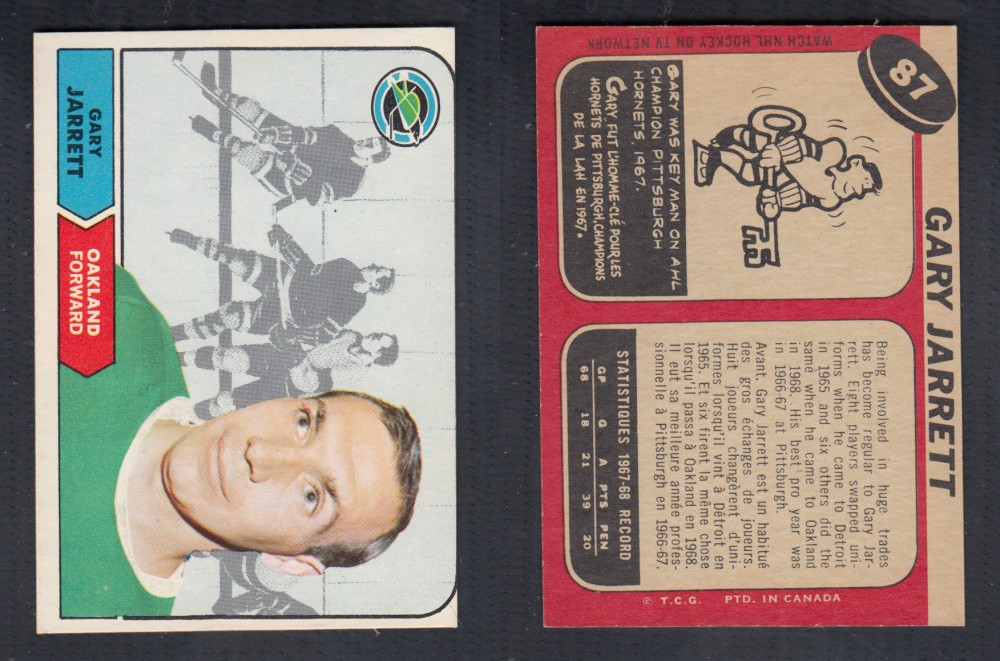 GARY
JARRETT
OAKLAND
FORWARD
WATCH NHL HOCKEY ON TV NETWORK
87
GARY JARRETT
GARY WAS KEY MAN ON AHL
CHAMPION PITTSBURGH
HORNETS, 1967.
GARY FUT L'HOMME-CLÉ POUR LES
HORNETS DE PITTSBURGH, CHAMPIONS
DE LA LAH EN 1967.
Being involved in huge trades
has become regular to Gary Jar-
rett. Eight players swapped uni-
forms when he came to Detroit
in 1965 and six others did the
same when he came to Oakland
in 1968. His best pro year was
in 1966-67 at Pittsburgh.
Avant. Gary Jarrett est un habitué
des gros échanges de joueurs.
Huit joueurs changèrent d'uni-
formes lorsqu'il vint à Détroit en
1965. Et six firent la même chose
lorsqu'il passa à Oakland en 1968.
Il eut sa meilleure année profes-
sionnelle à Pittsburgh en 1966-67.
STATISTIQUES 1967-68 RECORD
GP G A PTS PEN
68 18 21 39 20
© T.C.G. PTD. IN CANADA